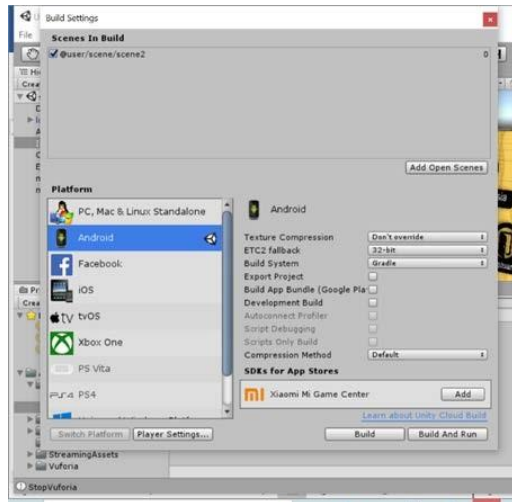 Build Settings
File
Scenes In Build
@user/scene/scene2 0
Add Open Scenes
Platform
PC, Mac & Linux Standalone
Android
Facebook
iOS
tvOS
Xbox One
PS Vita
PS4
Android
Texture Compression Don't override
ETC2 fallback 32-bit
Build System Gradle
Export Project
Build App Bundle (Google Pla
Development Build
Autoconnect Profiler
Script Debugging
Scripts Only Build
Compression Method Default
SDKs for App Stores
Xiaomi Mi Game Center Add
Learn about Unity Cloud Build
Switch Platform Player Settings...
Build Build And Run
StreamingAssets
Vuforia
StopVuforia